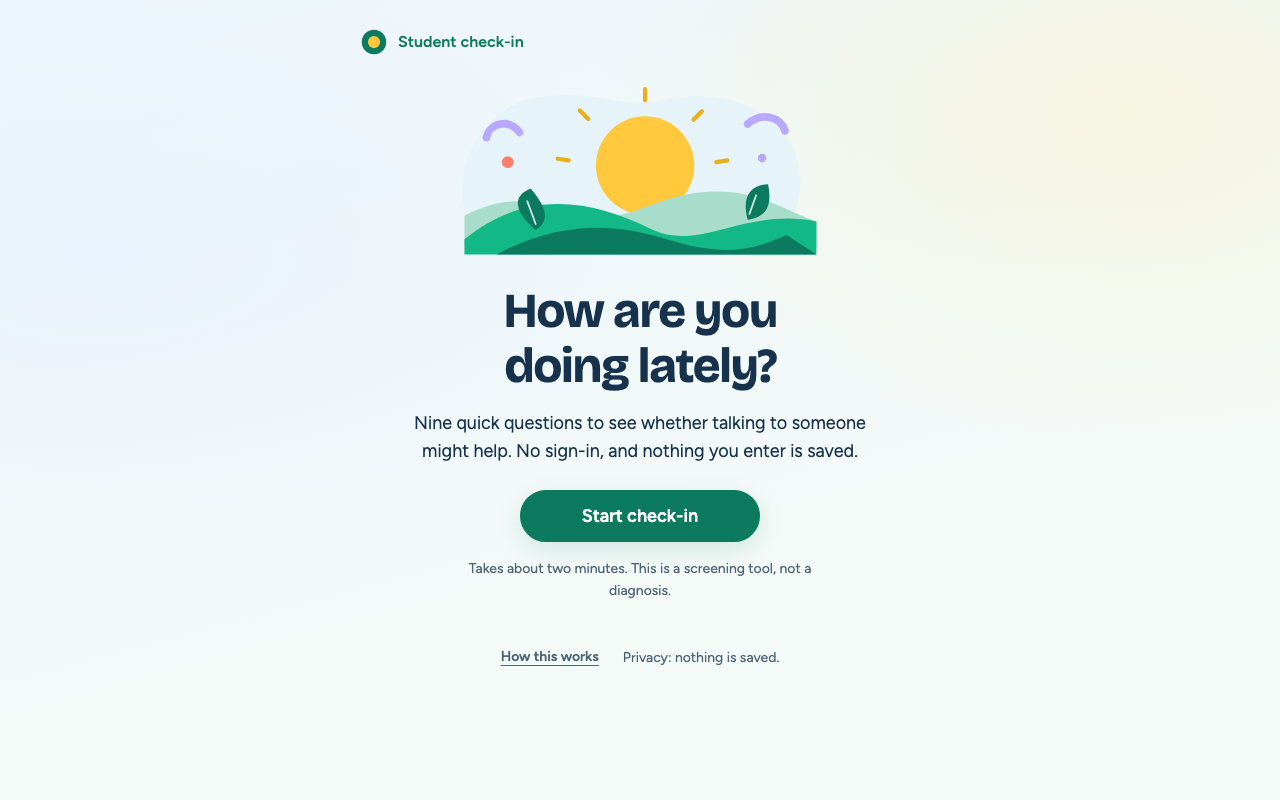 Student check-in
How are you
doing lately?
Nine quick questions to see whether talking to someone
might help. No sign-in, and nothing you enter is saved.
Start check-in
Takes about two minutes. This is a screening tool, not a
diagnosis.
How this works Privacy: nothing is saved.